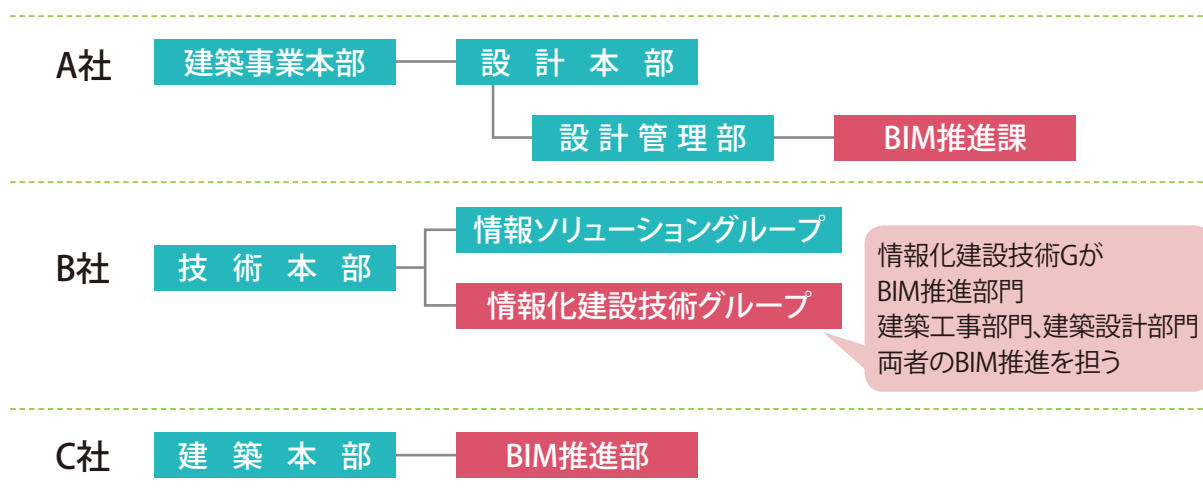 A社
建築事業本部
設計本部
設計管理部
BIM推進課
B社
技術本部
情報ソリューショングループ
情報化建設技術グループ
情報化建設技術Gが
BIM推進部門
建築工事部門、建築設計部門
両者のBIM推進を担う
C社
建築本部
BIM推進部